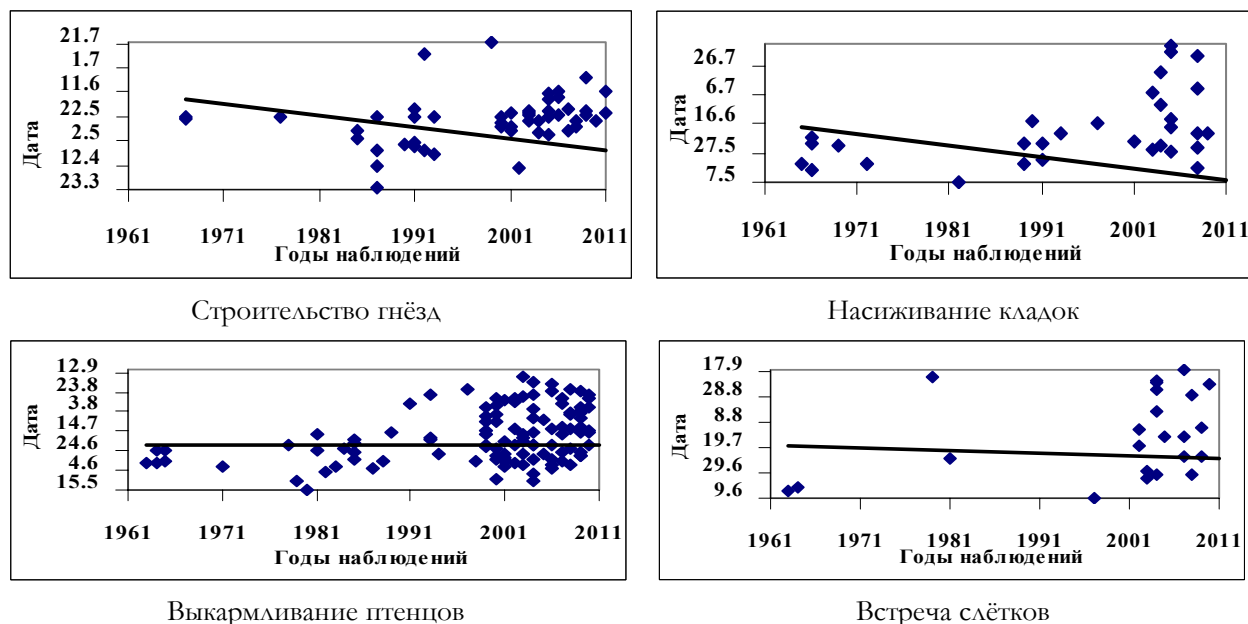 21.7
1.7
11.6
22.5
2.5
12.4
23.3
Дата
1961 1971 1981 1991 2001 2011
Годы наблюдений
Строительство гнёзд
26.7
6.7
16.6
27.5
7.5
Дата
1961 1971 1981 1991 2001 2011
Годы наблюдений
Насиживание кладок
12.9
23.8
3.8
14.7
24.6
4.6
15.5
Дата
1961 1971 1981 1991 2001 2011
Годы наблюдений
Выкармливание птенцов
17.9
28.8
8.8
19.7
29.6
9.6
Дата
1961 1971 1981 1991 2001 2011
Годы наблюдений
Встреча слётков